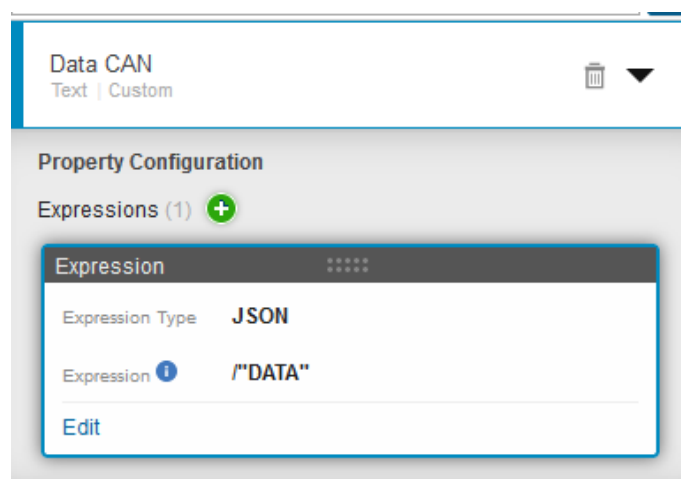 Data CAN
Text | Custom
Property Configuration
Expressions (1)
Expression
Expression Type JSON
Expression /"DATA"
Edit